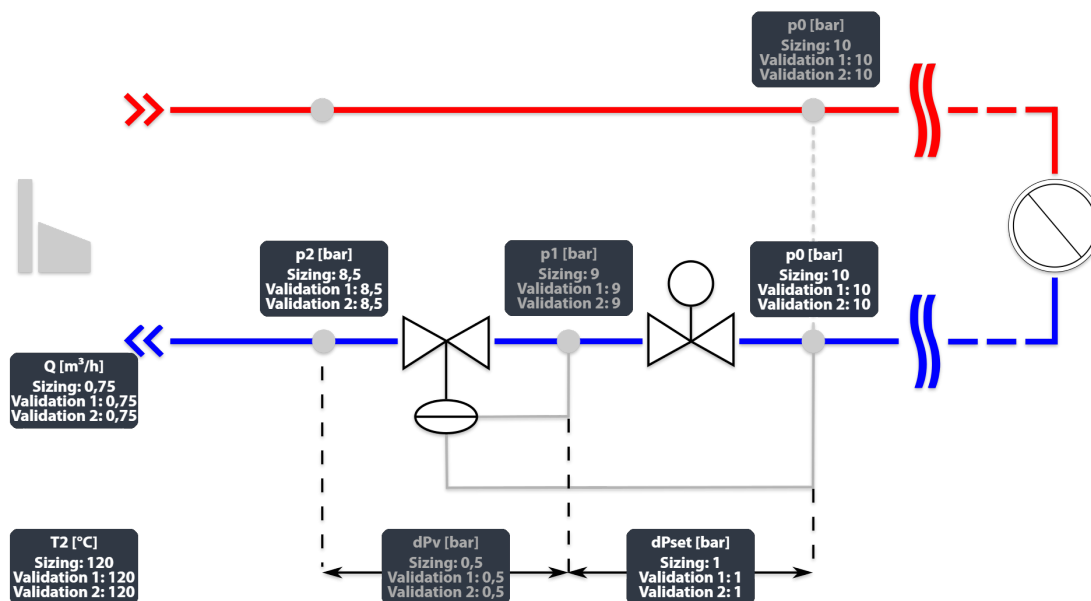 p0 [bar]
Sizing: 10
Validation 1: 10
Validation 2: 10
p2 [bar]
Sizing: 8,5
Validation 1: 8,5
Validation 2: 8,5
p1 [bar]
Sizing: 9
Validation 1: 9
Validation 2: 9
p0 [bar]
Sizing: 10
Validation 1: 10
Validation 2: 10
Q [m³/h]
Sizing: 0,75
Validation 1: 0,75
Validation 2: 0,75
T2 [°C]
Sizing: 120
Validation 1: 120
Validation 2: 120
dPv [bar]
Sizing: 0,5
Validation 1: 0,5
Validation 2: 0,5
dPset [bar]
Sizing: 1
Validation 1: 1
Validation 2: 1